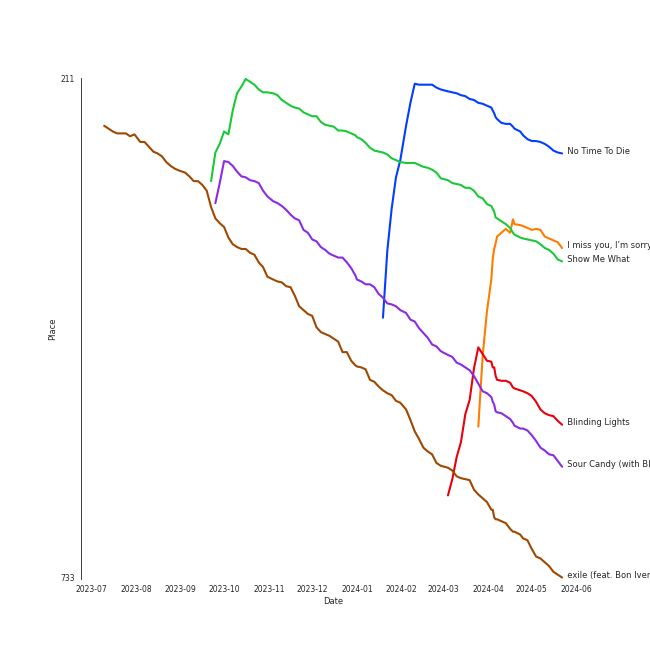 211
No Time To Die
I miss you, I'm sorry
Show Me What
Place
Blinding Lights
Sour Candy (with Bl
exile (feat. Bon Iver
733
2023-07 2023-08 2023-09 2023-10 2023-11 2023-12 2024-01 2024-02 2024-03 2024-04 2024-05 2024-06
Date